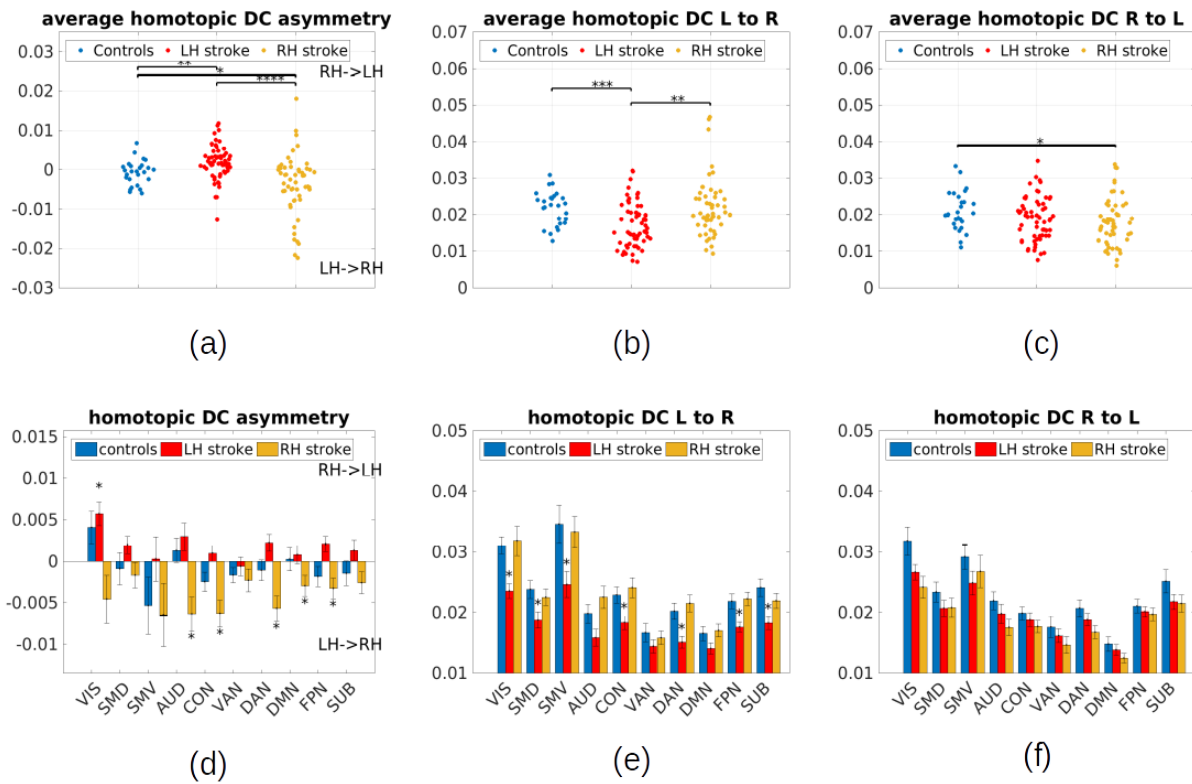 average homotopic DC asymmetry
0.03
Controls LH stroke RH stroke
RH->LH
** * ****
0.02
0.01
0
-0.01
-0.02
LH->RH
-0.03
(a)
average homotopic DC L to R
0.07
Controls LH stroke RH stroke
0.06
*** **
0.05
0.04
0.03
0.02
0.01
0
(b)
average homotopic DC R to L
0.07
Controls LH stroke RH stroke
0.06
0.05
*
0.04
0.03
0.02
0.01
0
(c)
homotopic DC asymmetry
0.015
controls LH stroke RH stroke
RH->LH
0.01
*
0.005
0
-0.005
* * * * *
-0.01
LH->RH
VIS SMD SMV AUD CON VAN DAN DMN FPN SUB
(d)
homotopic DC L to R
0.05
controls LH stroke RH stroke
0.04
0.03
* * * * * * *
0.02
0.01
VIS SMD SMV AUD CON VAN DAN DMN FPN SUB
(e)
homotopic DC R to L
0.05
controls LH stroke RH stroke
0.04
0.03
0.02
0.01
VIS SMD SMV AUD CON VAN DAN DMN FPN SUB
(f)